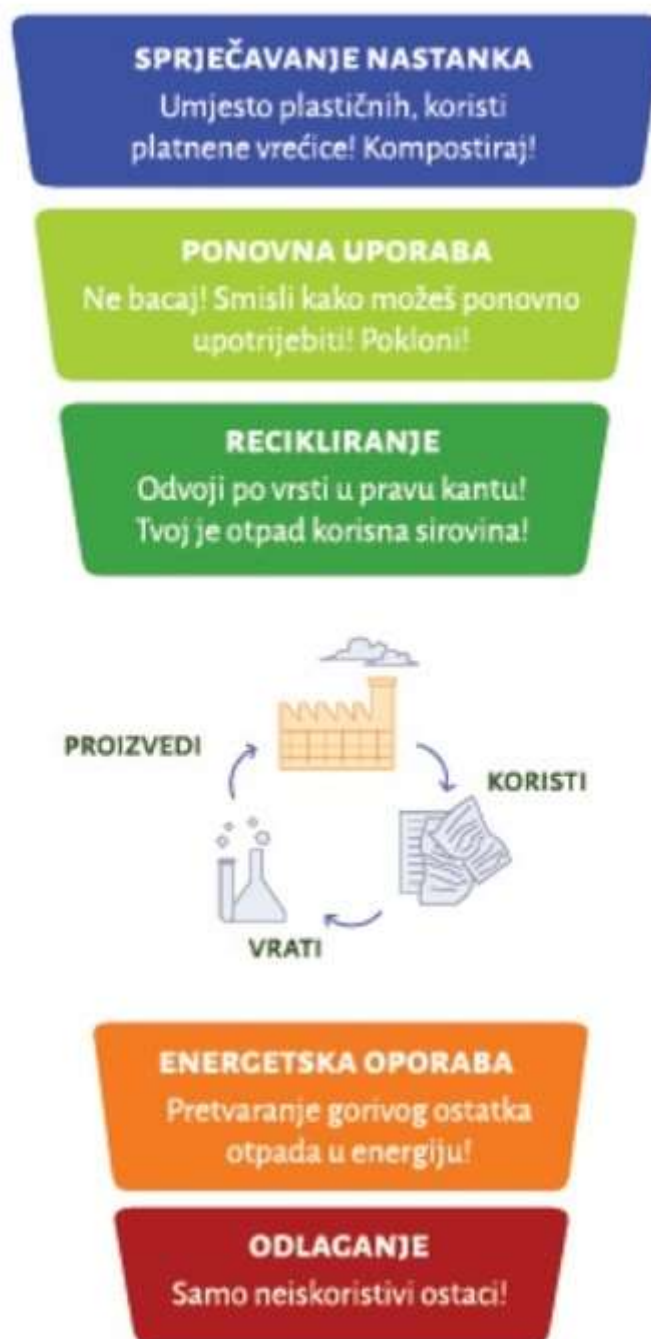 SPRJEČAVANJE NASTANKA
Umjesto plastičnih, koristi
platnene vrećice! Kompostiraj!
PONOVNA UPORABA
Ne bacaj! Smisli kako možeš ponovno
upotrijebiti! Pokloni!
RECIKLIRANJE
Odvoji po vrsti u pravu kantu!
Tvoj je otpad korisna sirovina!
PROIZVEDI
KORISTI
VRATI
ENERGETSKA OPORABA
Pretvaranje gorivog ostatka
otpada u energiju!
ODLAGANJE
Samo neiskoristivi ostaci!